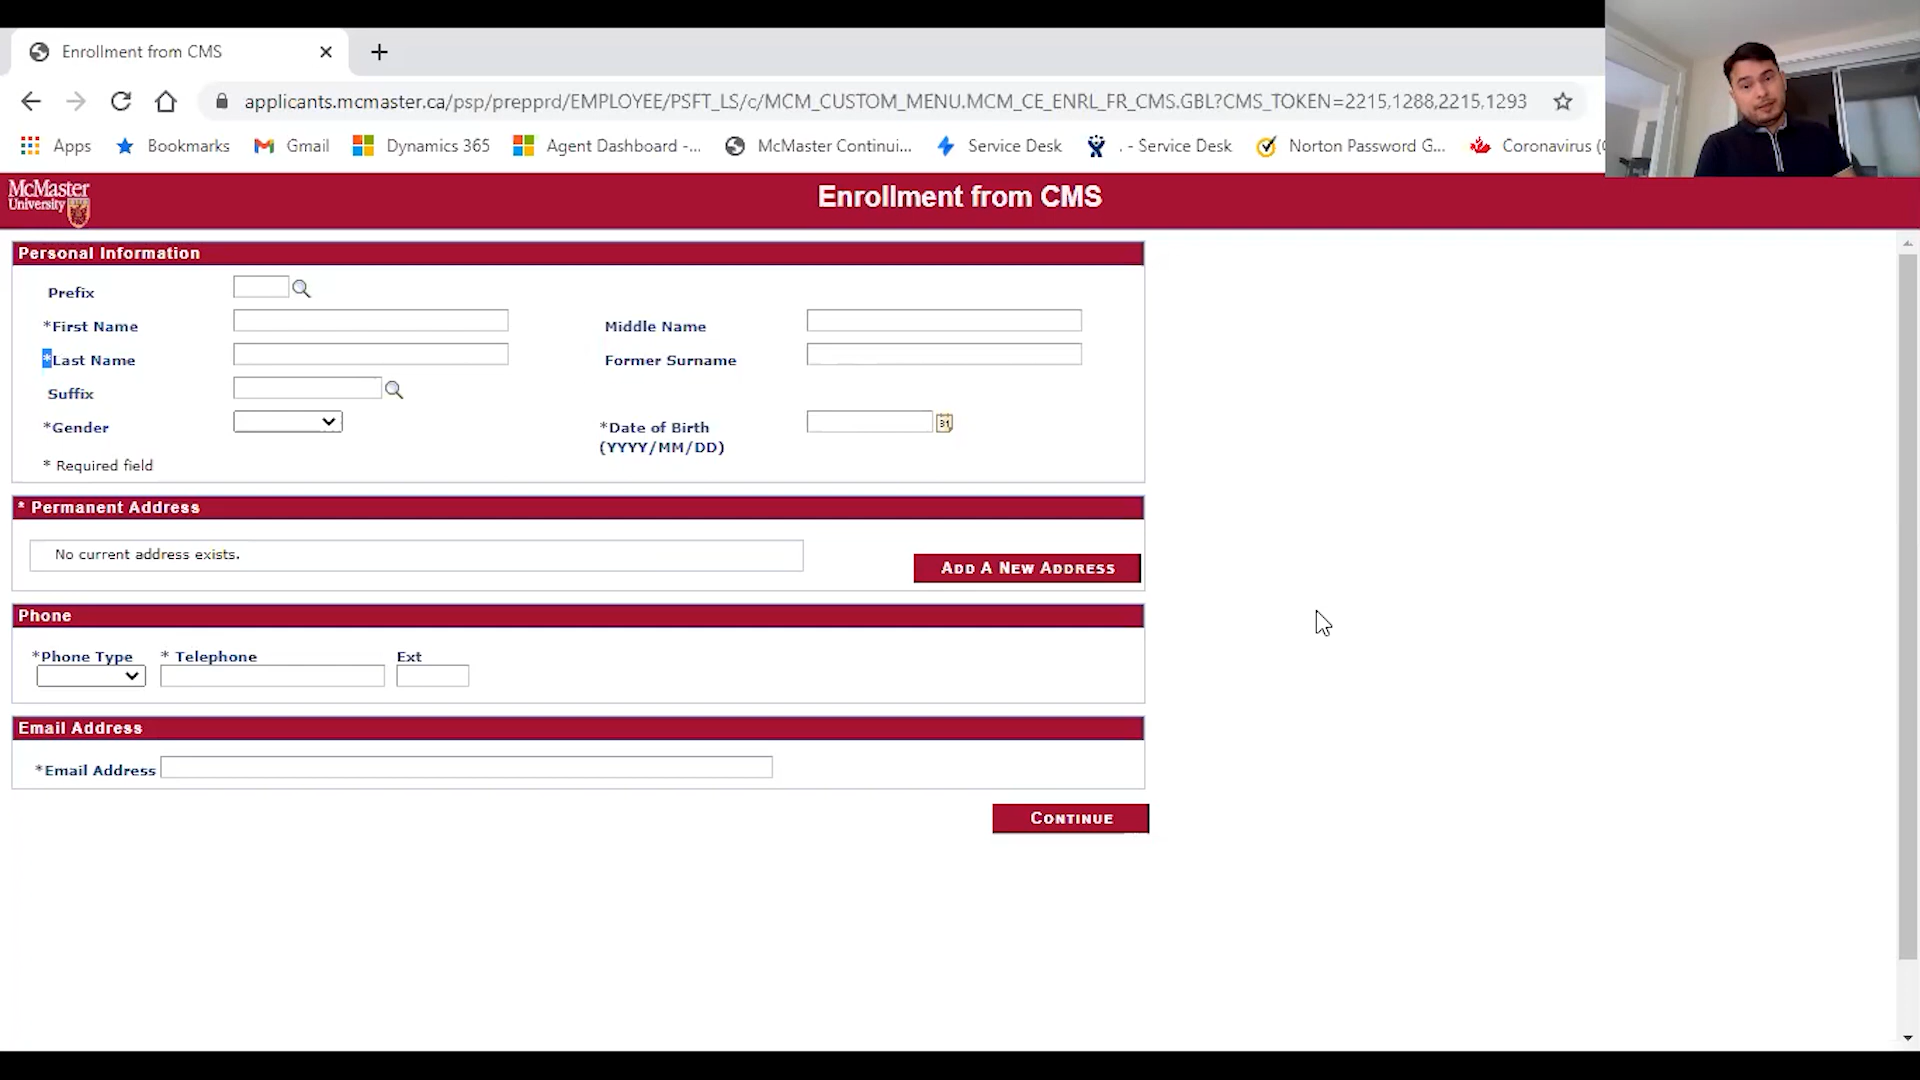 Enrollment from CMS
applicants.mcmaster.ca/psp/prepprd/EMPLOYEE/PSFT_LS/c/MCM_CUSTOM_MENU.MCM_CE_ENRL_FR_CMS.GBL?CMS_TOKEN=2215,1288,2215,1293
Apps Bookmarks Gmail Dynamics 365 Agent Dashboard -... McMaster Continui... Service Desk . - Service Desk Norton Password G... Coronavirus (
McMaster
University
Enrollment from CMS
Personal Information
Prefix
*First Name Middle Name
*Last Name Former Surname
Suffix
*Gender *Date of Birth
(YYYY/MM/DD)
31
* Required field
* Permanent Address
No current address exists.
ADD A NEW ADDRESS
Phone
*Phone Type * Telephone Ext
Email Address
*Email Address
CONTINUE